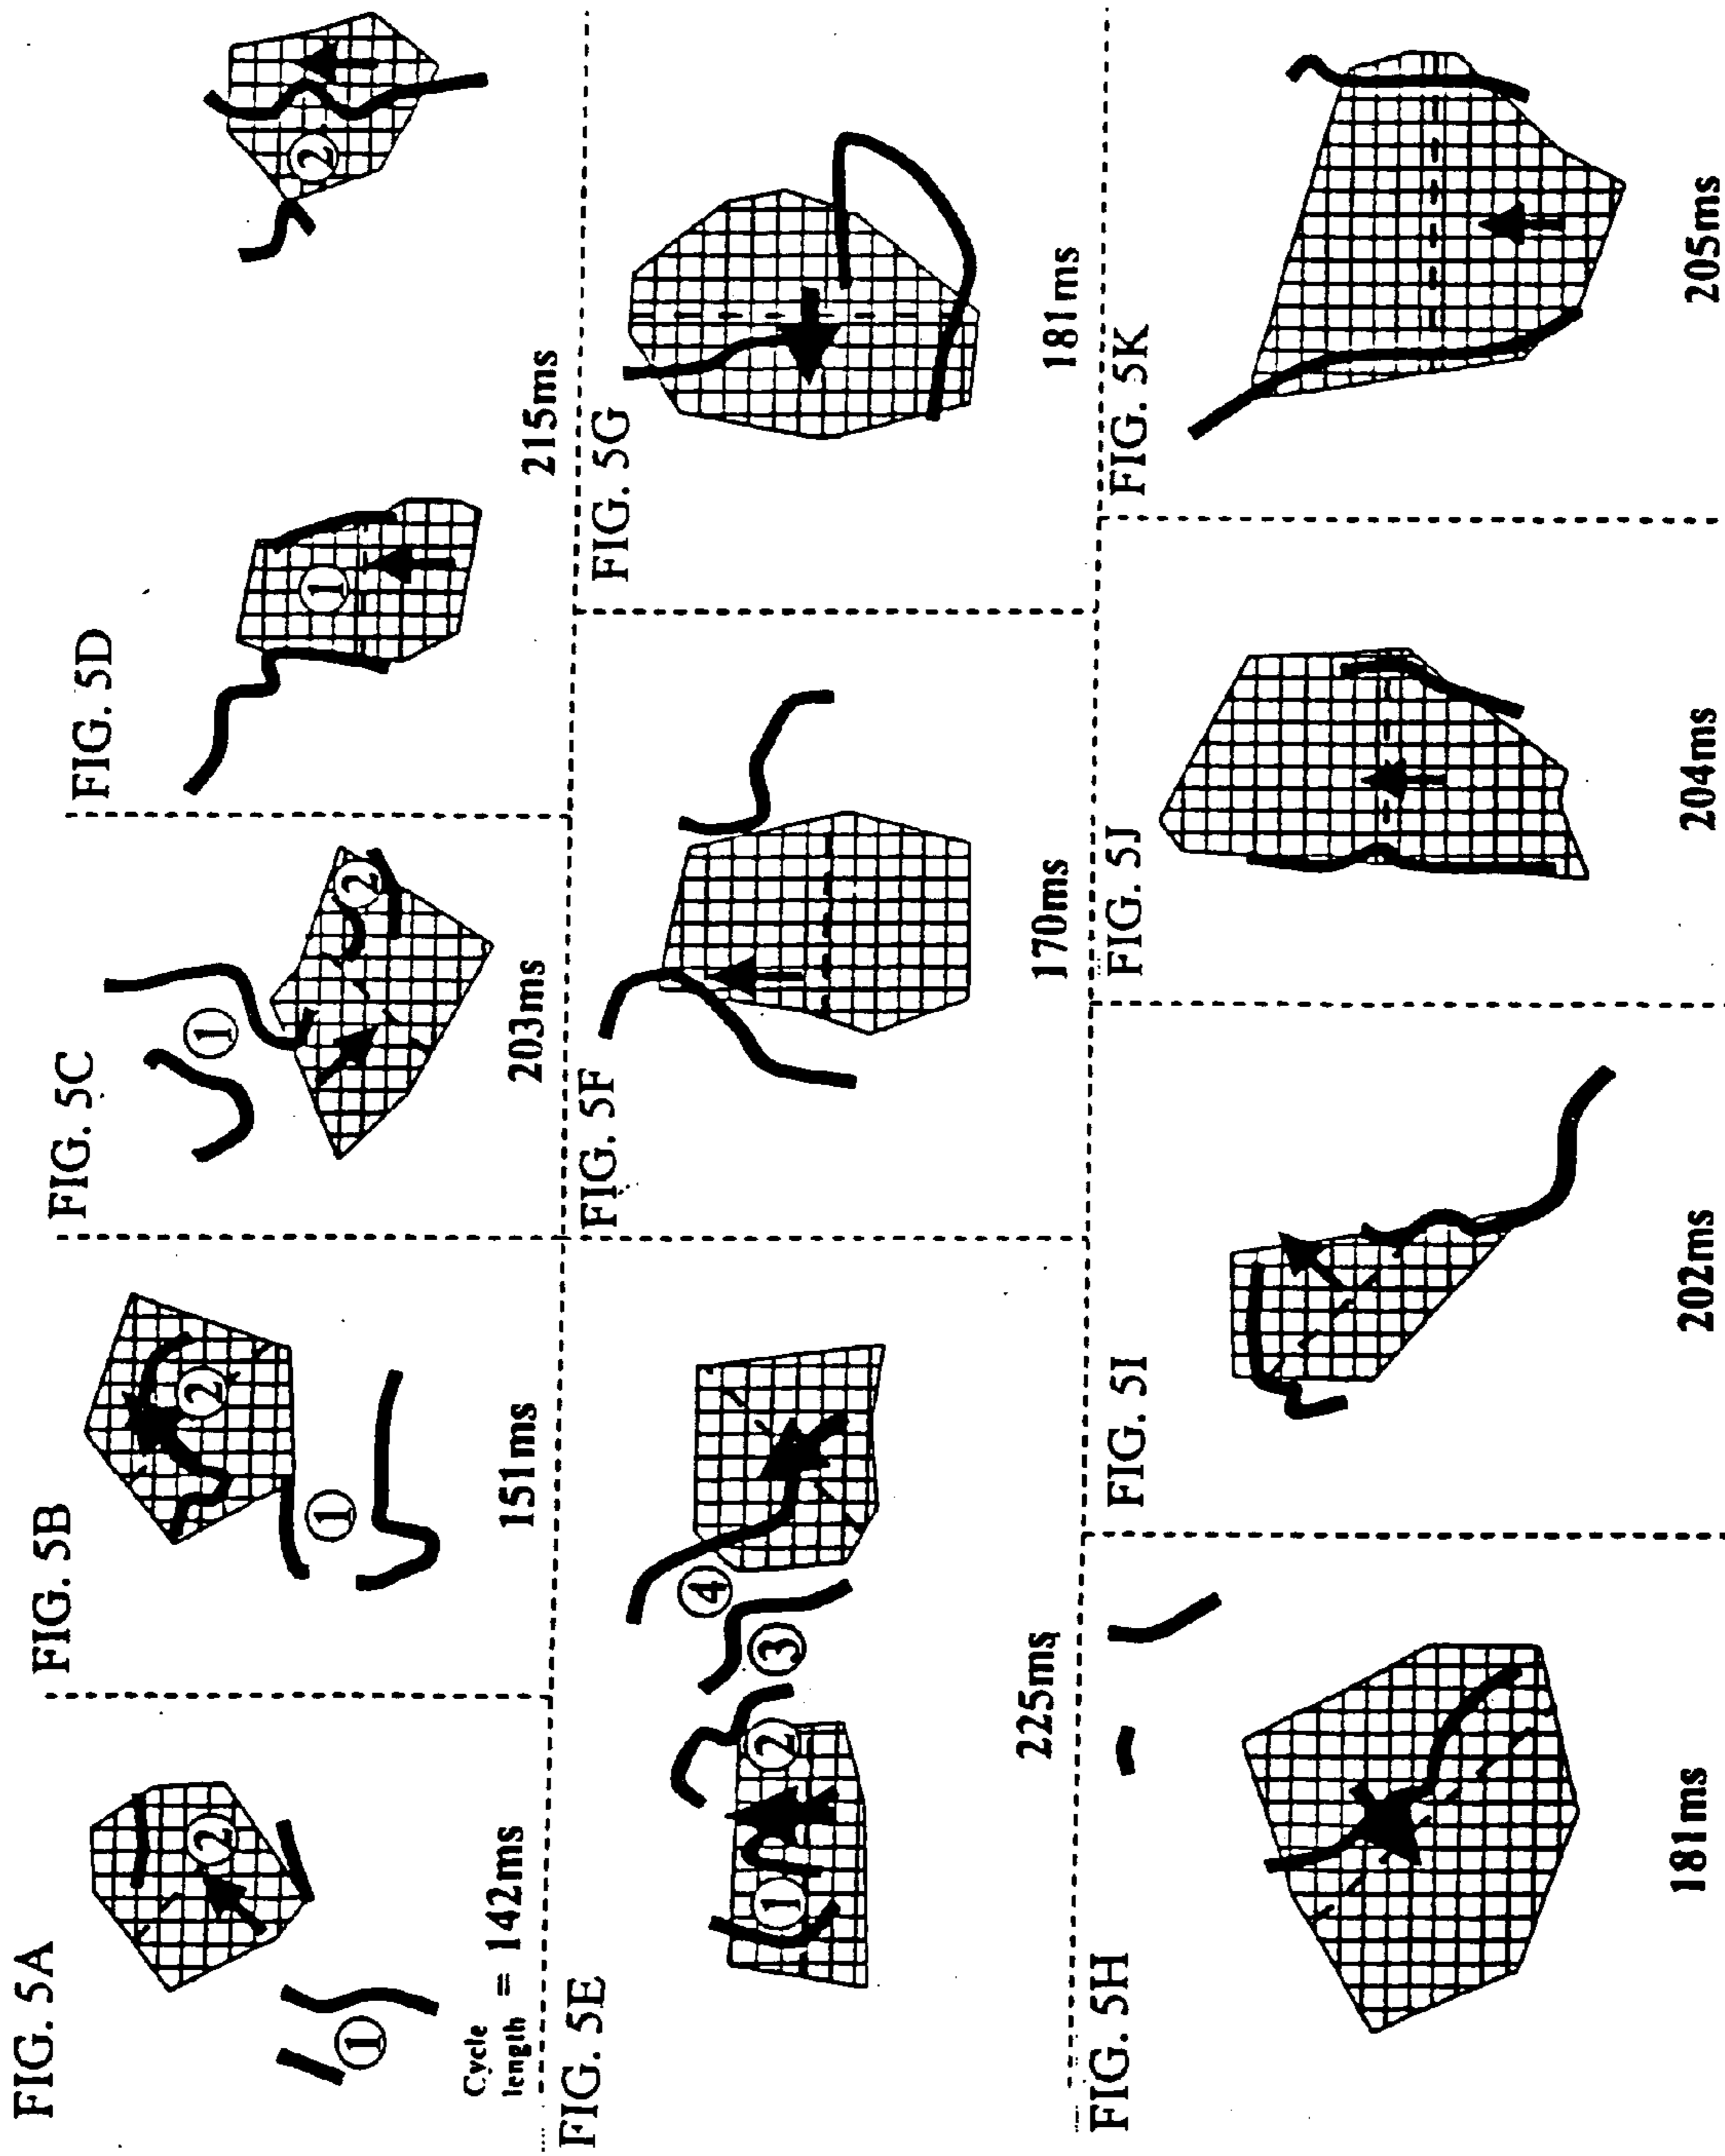 FIG. 5A
①
②
Cycle
length = 142ms
FIG. 5B
①
②
151ms
FIG. 5C
①
②
203ms
FIG. 5D
①
②
215ms
FIG. 5E
①
②
③
④
225ms
FIG. 5F
170ms
FIG. 5G
181ms
FIG. 5H
181ms
FIG. 5I
202ms
FIG. 5J
204ms
FIG. 5K
205ms